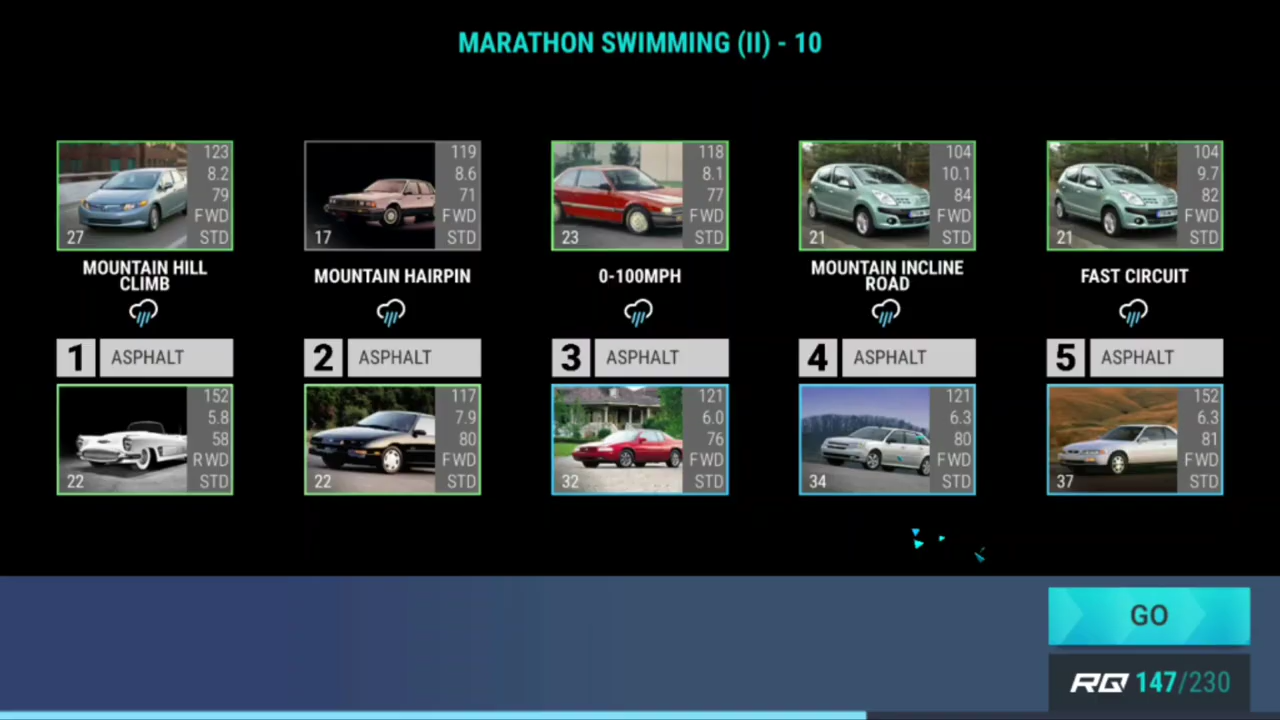 MARATHON SWIMMING (II) - 10
123
8.2
79
FWD
27 STD
119
8.6
71
FWD
17 STD
118
8.1
77
FWD
23 STD
104
10.1
84
FWD
21 STD
104
9.7
82
FWD
21 STD
MOUNTAIN HILL
CLIMB
MOUNTAIN HAIRPIN
0-100MPH
MOUNTAIN INCLINE
ROAD
FAST CIRCUIT
1 ASPHALT
2 ASPHALT
3 ASPHALT
4 ASPHALT
5 ASPHALT
152
5.8
58
RWD
22 STD
117
7.9
80
FWD
22 STD
121
6.0
76
FWD
32 STD
121
6.3
80
FWD
34 STD
152
6.3
81
FWD
37 STD
GO
RQ 147/230